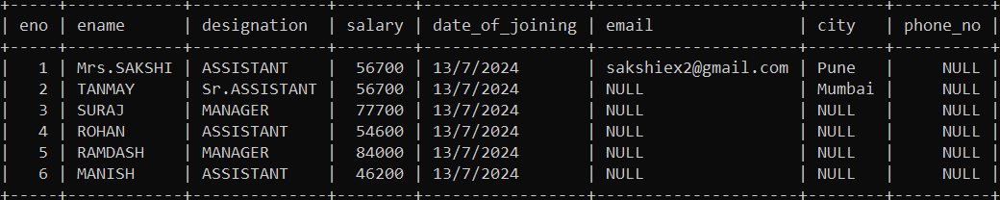 +-----+------------+--------------+--------+-----------------+--------------------+--------+----------+
| eno | ename      | designation  | salary | date_of_joining | email              | city   | phone_no |
+-----+------------+--------------+--------+-----------------+--------------------+--------+----------+
|   1 | Mrs.SAKSHI | ASSISTANT    |  56700 | 13/7/2024       | sakshiex2@gmail.com | Pune   |     NULL |
|   2 | TANMAY     | Sr.ASSISTANT |  56700 | 13/7/2024       | NULL               | Mumbai |     NULL |
|   3 | SURAJ      | MANAGER      |  77700 | 13/7/2024       | NULL               | NULL   |     NULL |
|   4 | ROHAN      | ASSISTANT    |  54600 | 13/7/2024       | NULL               | NULL   |     NULL |
|   5 | RAMDASH    | MANAGER      |  84000 | 13/7/2024       | NULL               | NULL   |     NULL |
|   6 | MANISH     | ASSISTANT    |  46200 | 13/7/2024       | NULL               | NULL   |     NULL |
+-----+------------+--------------+--------+-----------------+--------------------+--------+----------+